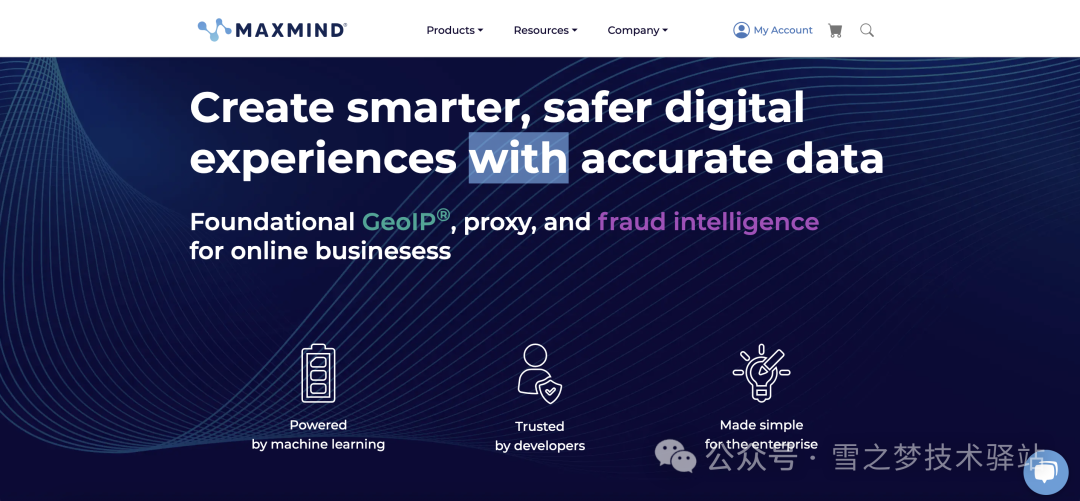 MAXMIND®
Products Resources Company My Account
Create smarter, safer digital
experiences with accurate data
Foundational GeoIP®, proxy, and fraud intelligence
for online businesess
Powered
by machine learning
Trusted
by developers
Made simple
for the enterprise
公众号 · 雪之梦技术驿站